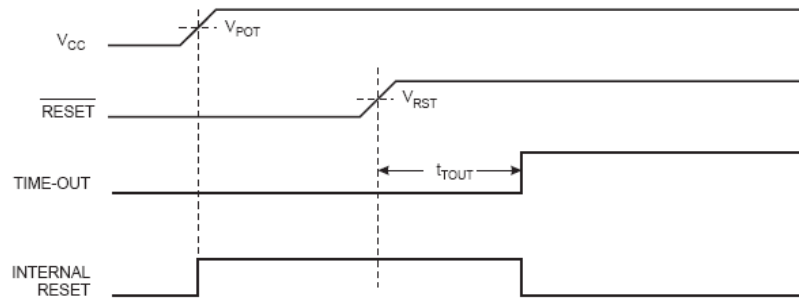 VCC
VPOT
RESET
VRST
TIME-OUT
tTOUT
INTERNAL
RESET